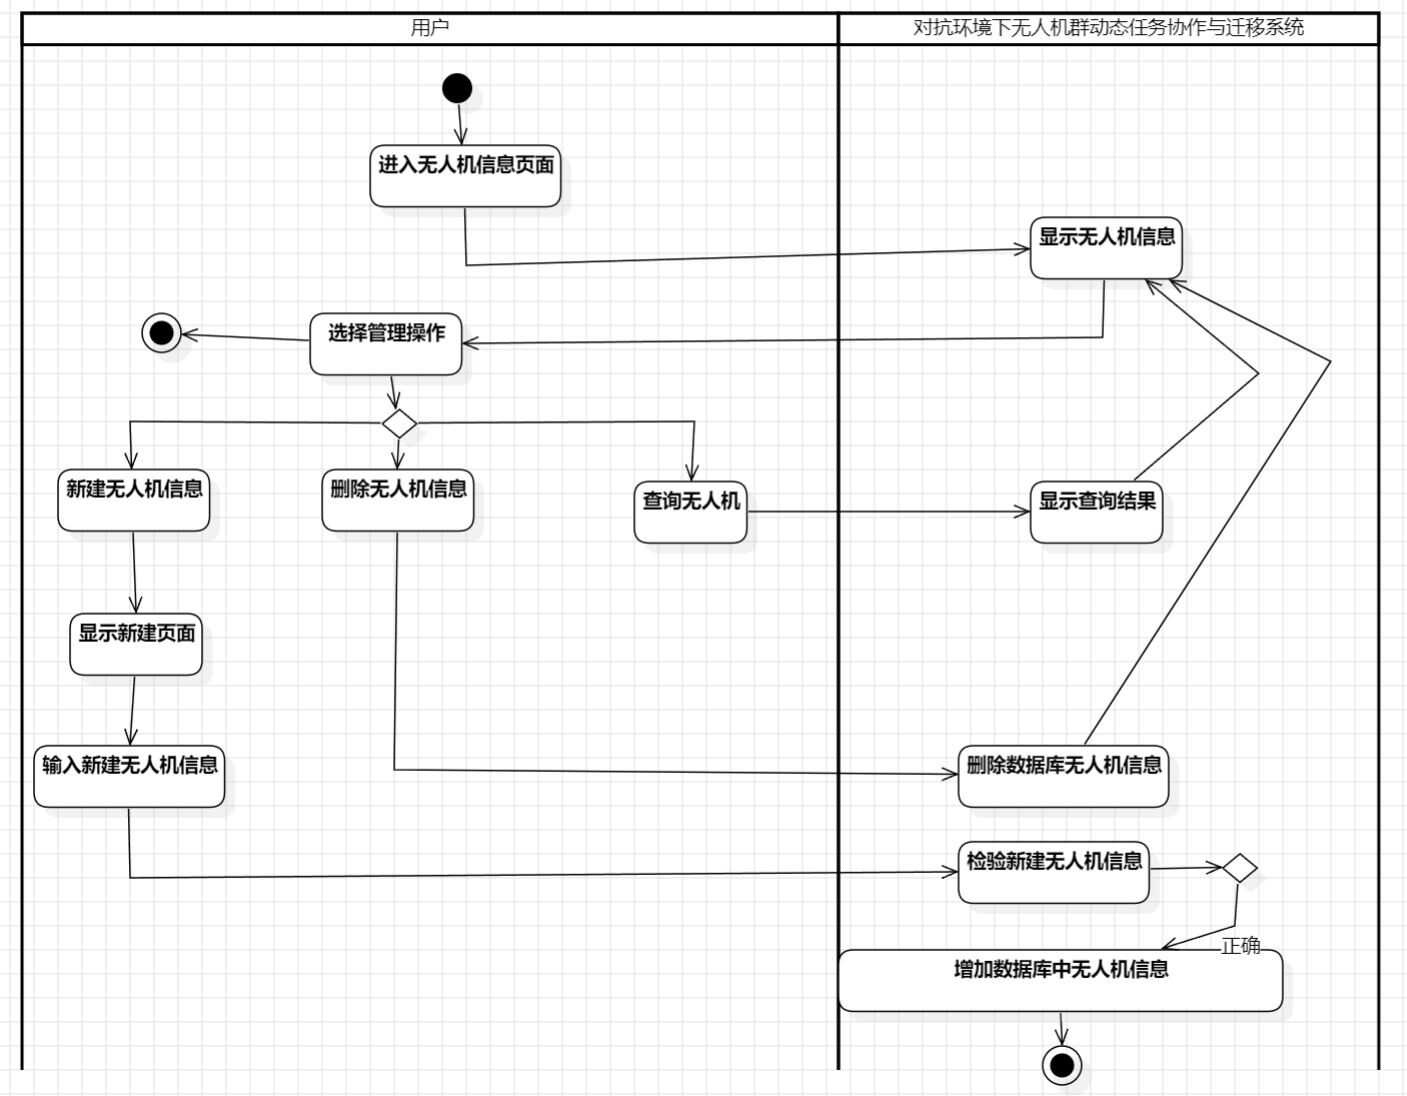 用户
对抗环境下无人机群动态任务协作与迁移系统
进入无人机信息页面
显示无人机信息
选择管理操作
新建无人机信息
删除无人机信息
查询无人机
显示查询结果
显示新建页面
输入新建无人机信息
删除数据库无人机信息
检验新建无人机信息
正确
增加数据库中无人机信息